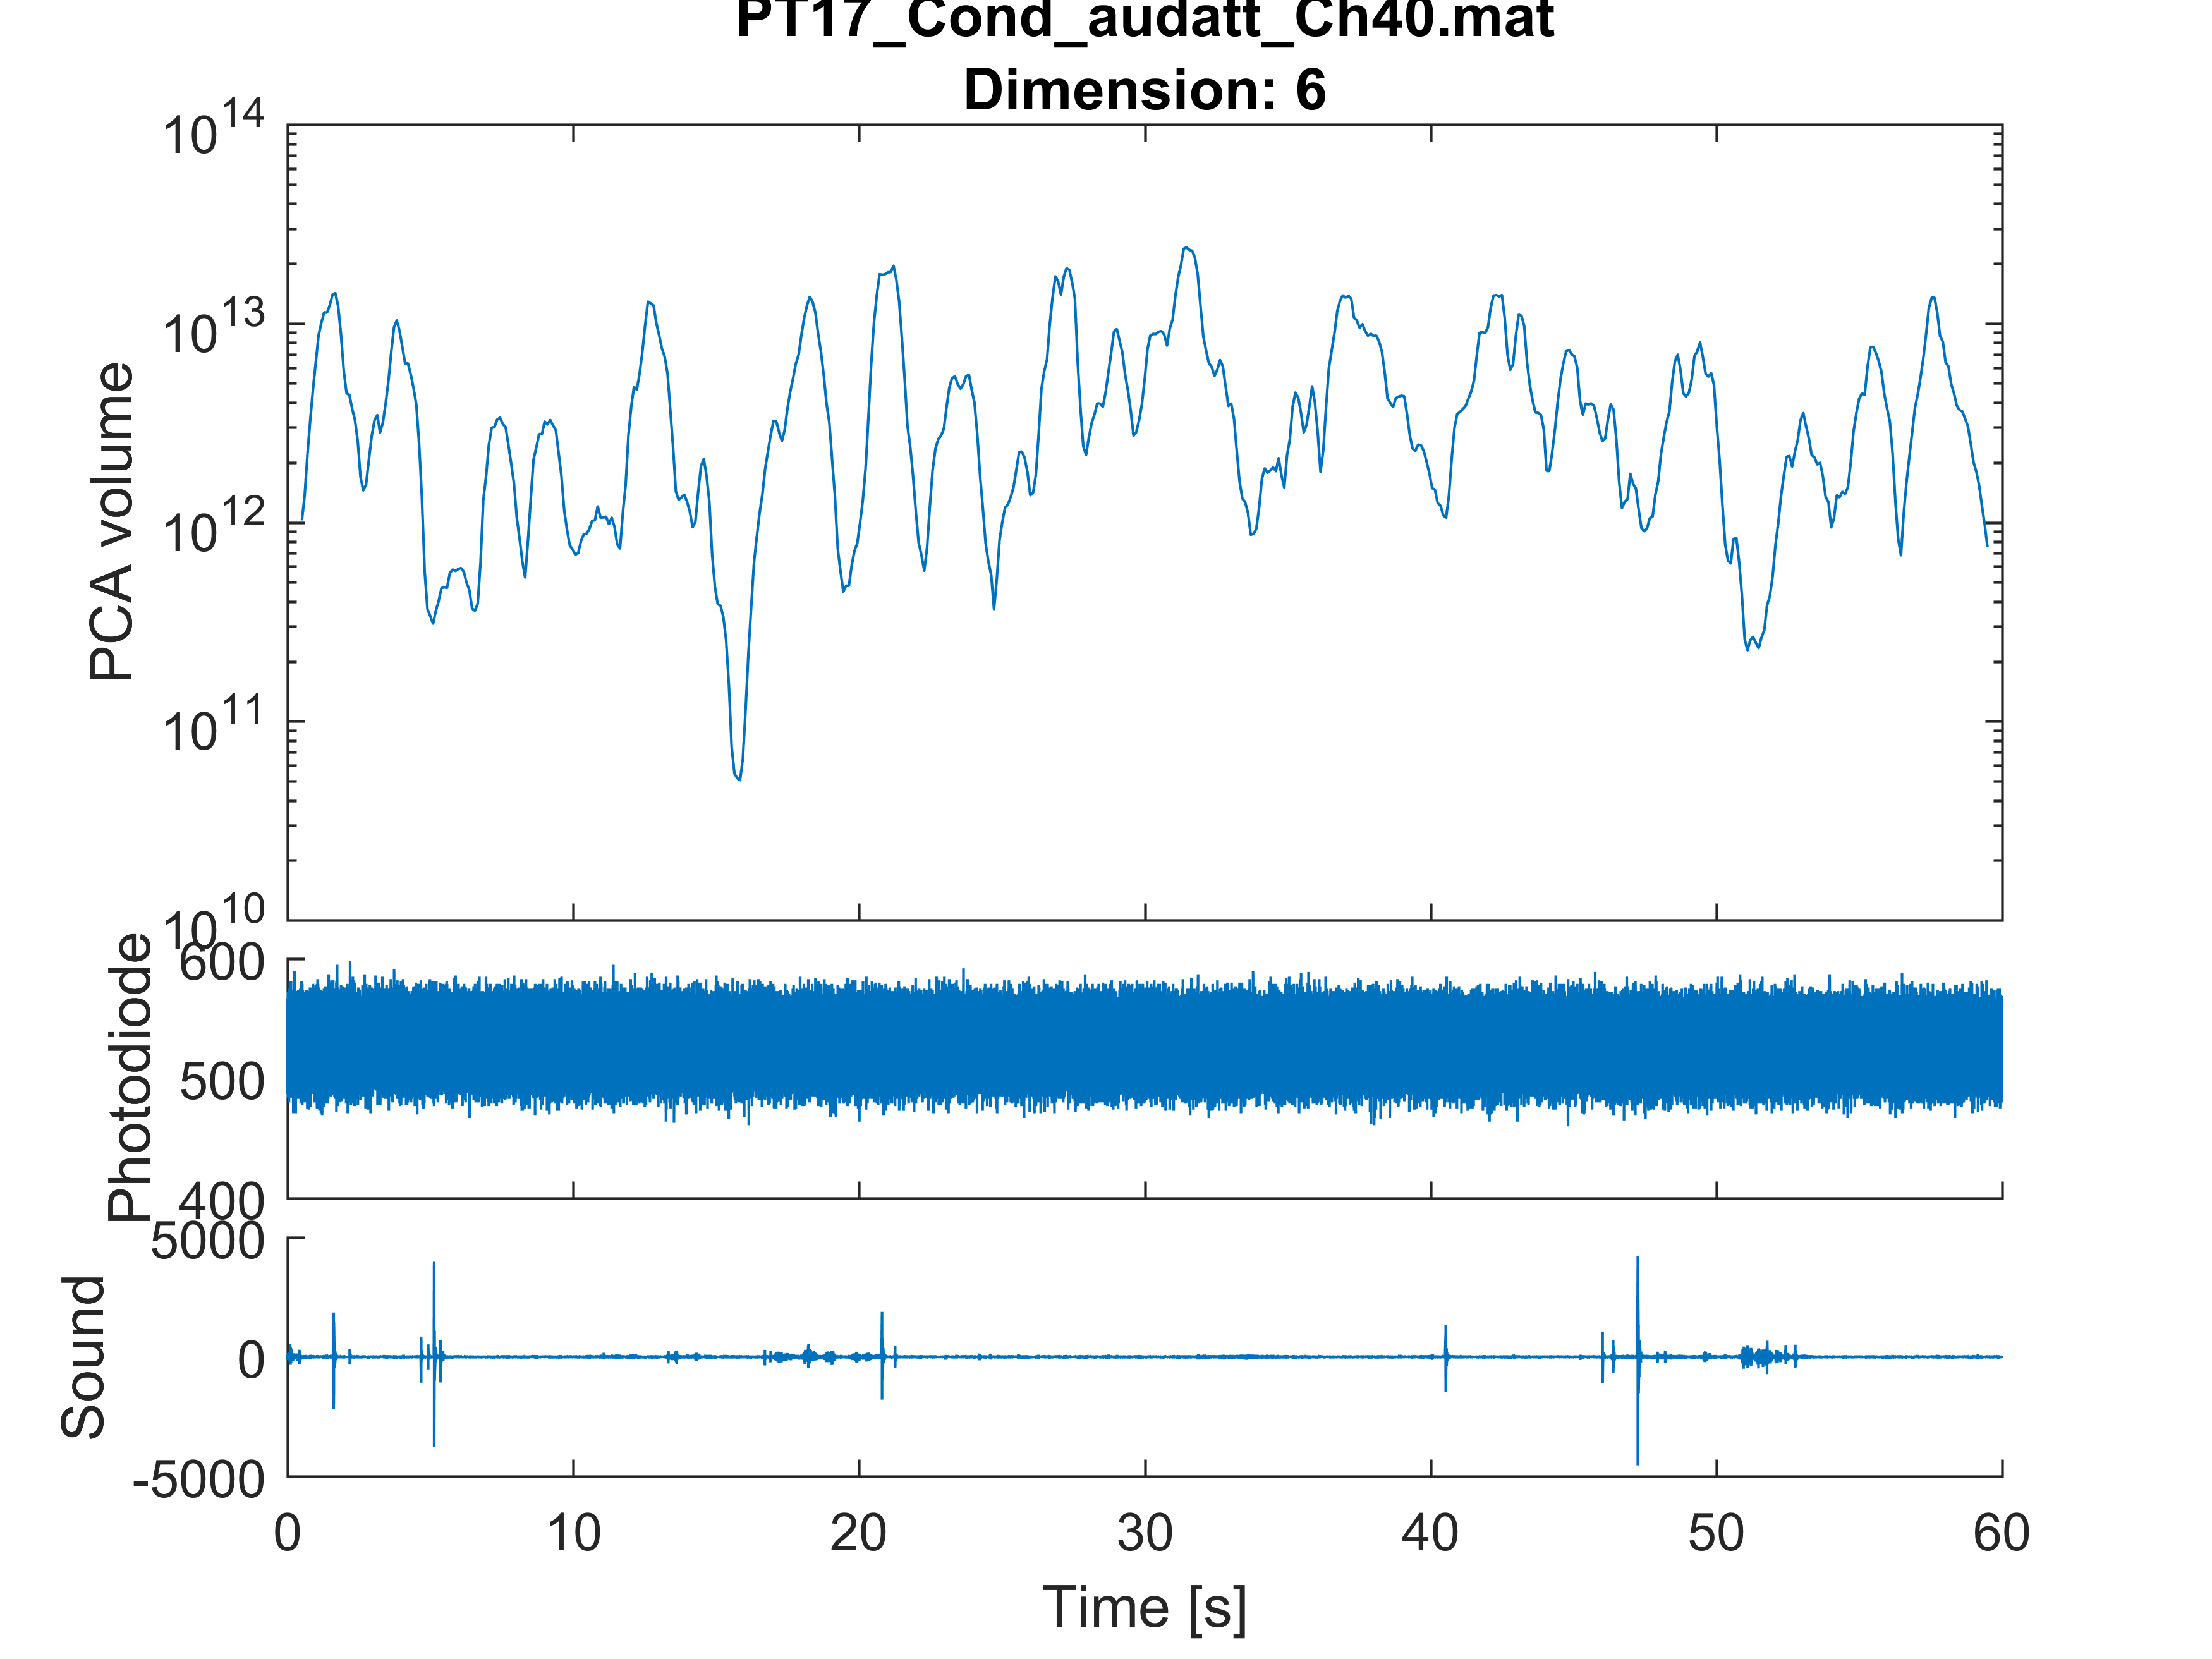 PT17_Cond_audatt_Ch40.mat
Dimension: 6
PCA volume
10^14
10^13
10^12
10^11
10^10
Photodiode
600
500
400
Sound
5000
0
-5000
0 10 20 30 40 50 60
Time [s]